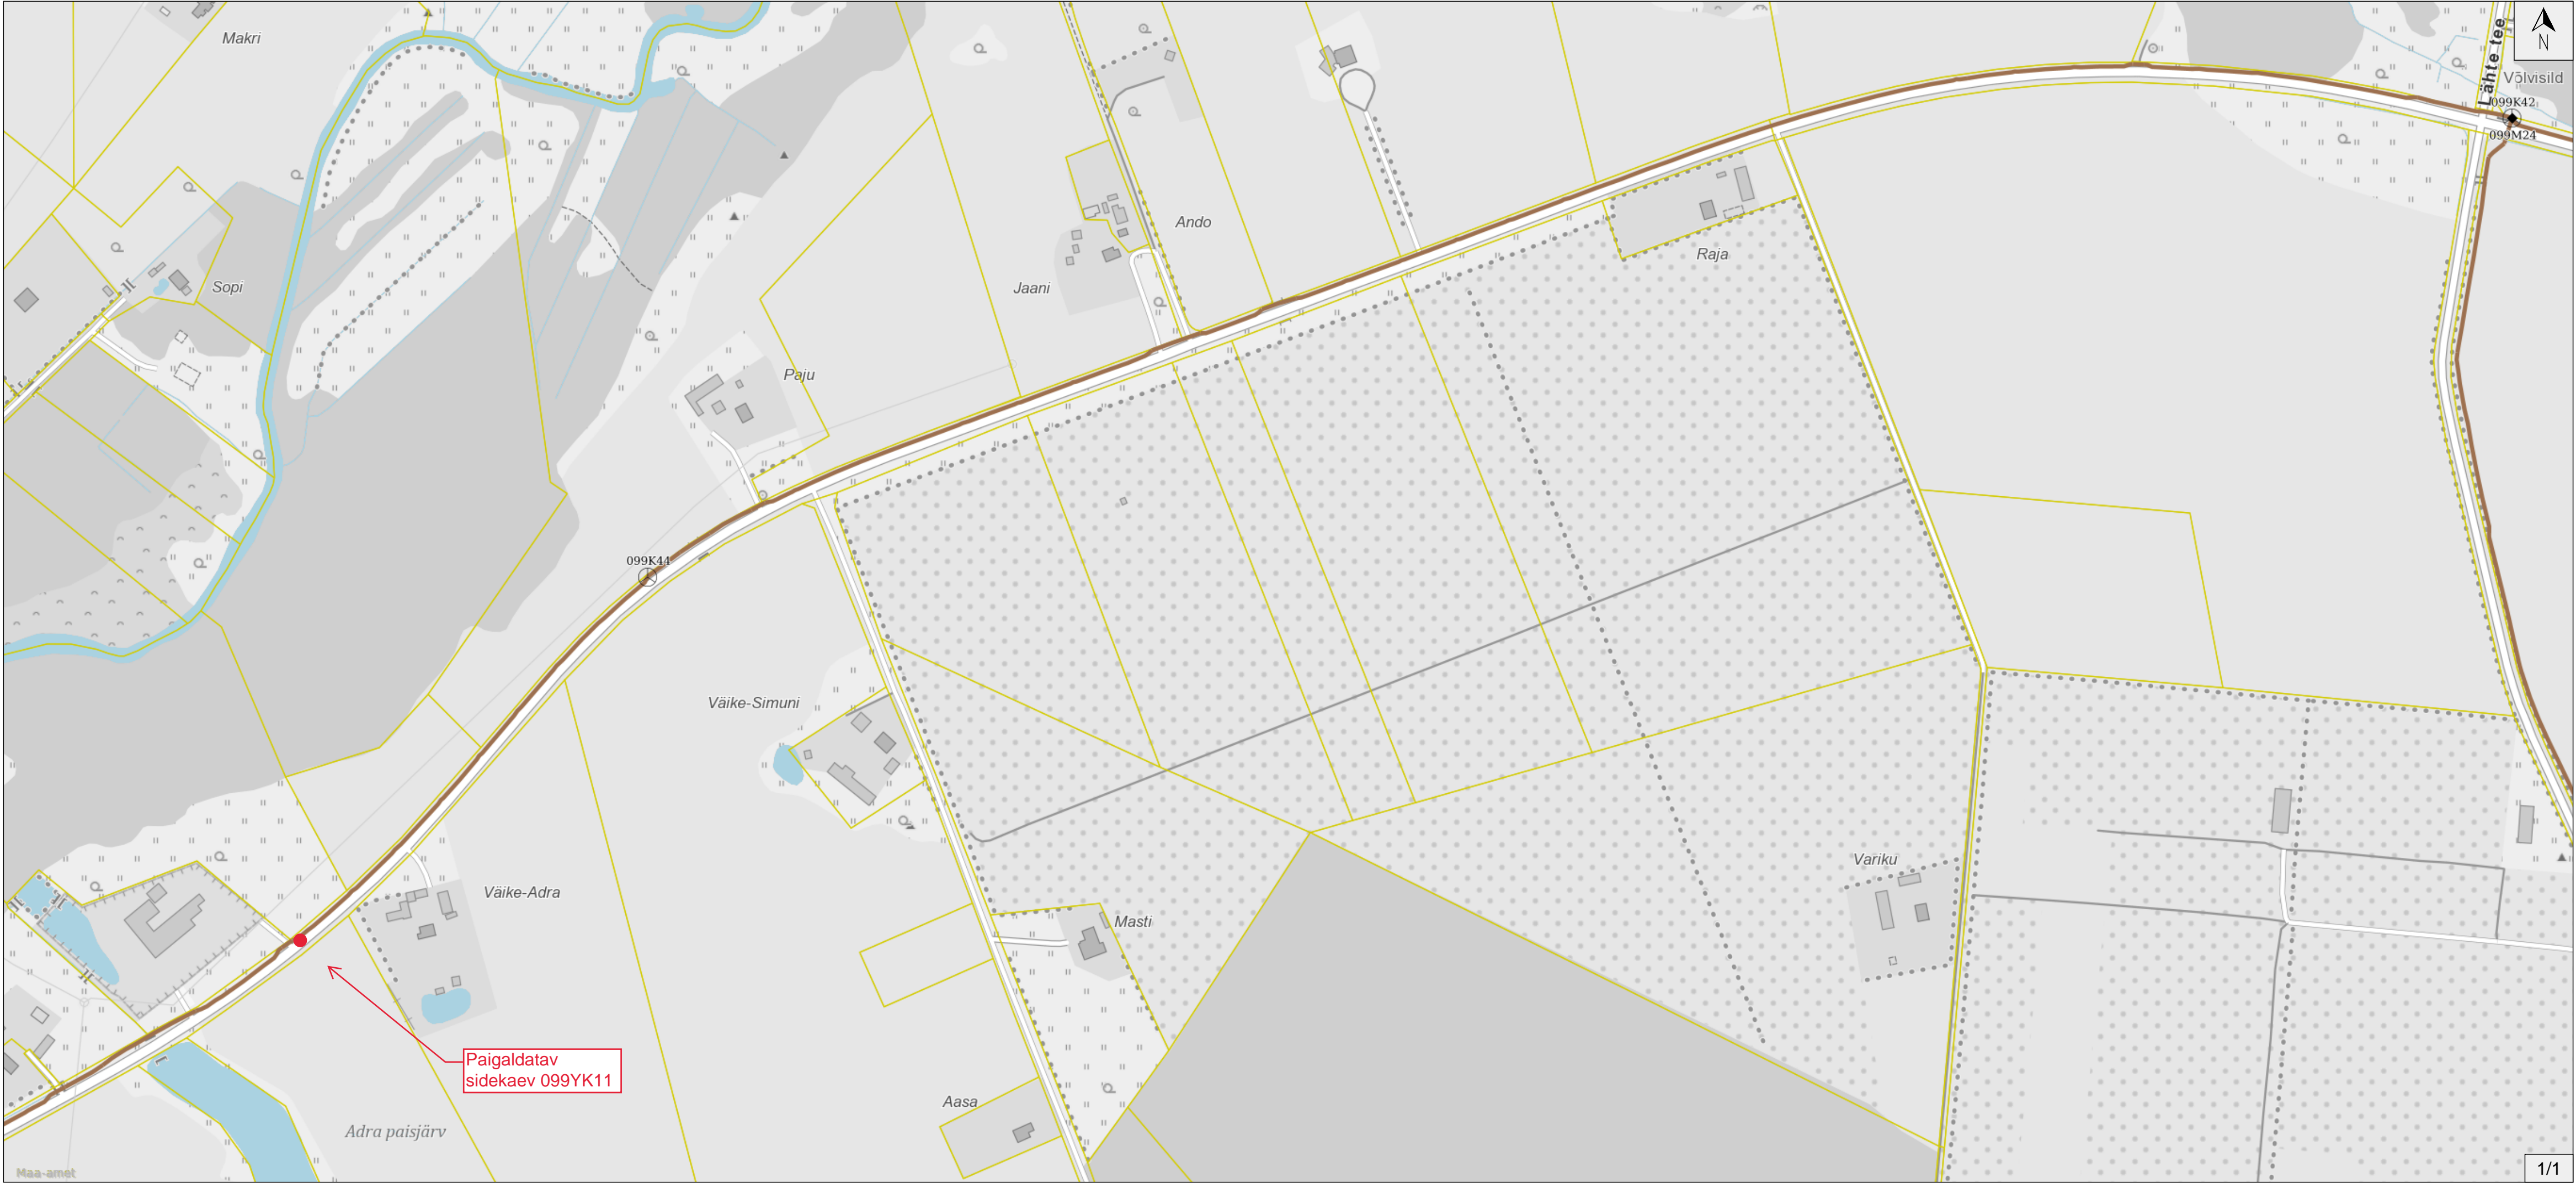 Makri
Lähte tee
N
Võlvisild
099K42
099M24
Ando
Raja
Sopi
Jaani
Paju
099K44
Väike-Simuni
Variku
Väike-Adra
Masti
Paigaldatav
sidekaev 099YK11
Aasa
Adra paisjärv
Maa-amet
1/1